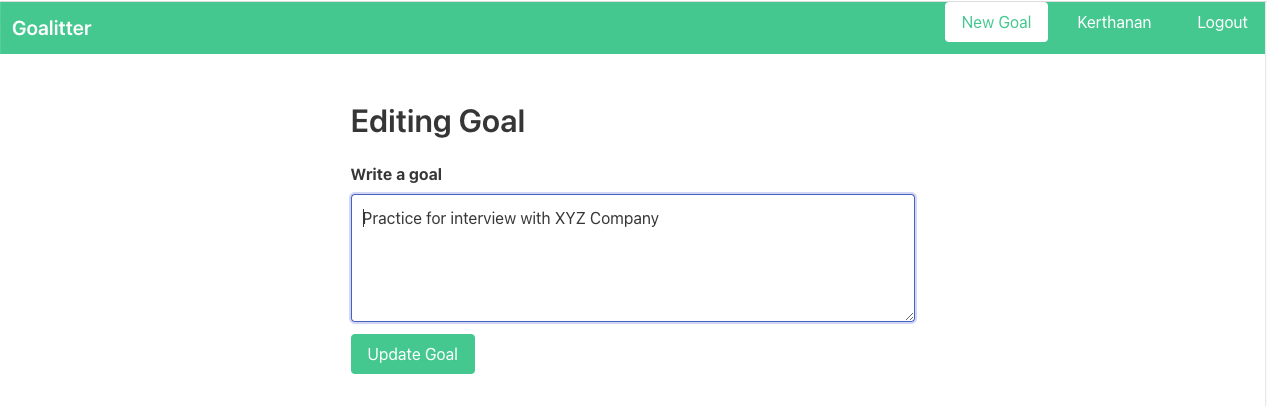 Goalitter
New Goal
Kerthanan
Logout
Editing Goal
Write a goal
Practice for interview with XYZ Company
Update Goal